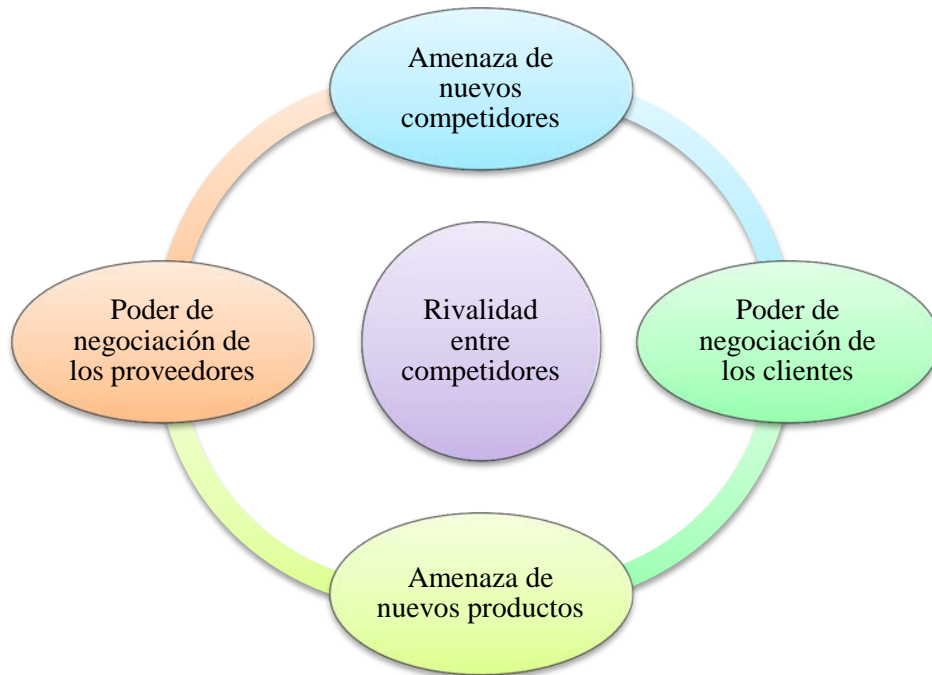 Amenaza de
nuevos
competidores
Poder de
negociación de
los proveedores
Rivalidad
entre
competidores
Poder de
negociación de
los clientes
Amenaza de
nuevos productos